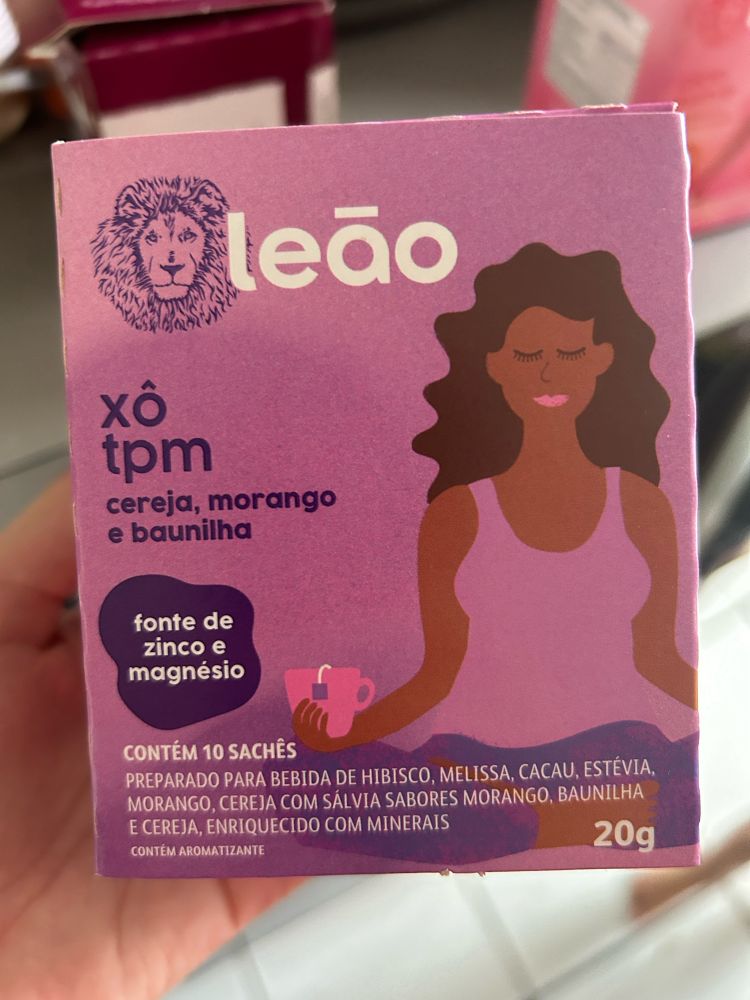 leão
xô
tpm
cereja, morango
e baunilha
fonte de
zinco e
magnésio
CONTÉM 10 SACHÊS
PREPARADO PARA BEBIDA DE HIBISCO, MELISSA, CACAU, ESTÉVIA,
MORANGO, CEREJA COM SÁLVIA SABORES MORANGO, BAUNILHA
E CEREJA, ENRIQUECIDO COM MINERAIS
CONTÉM AROMATIZANTE
20g